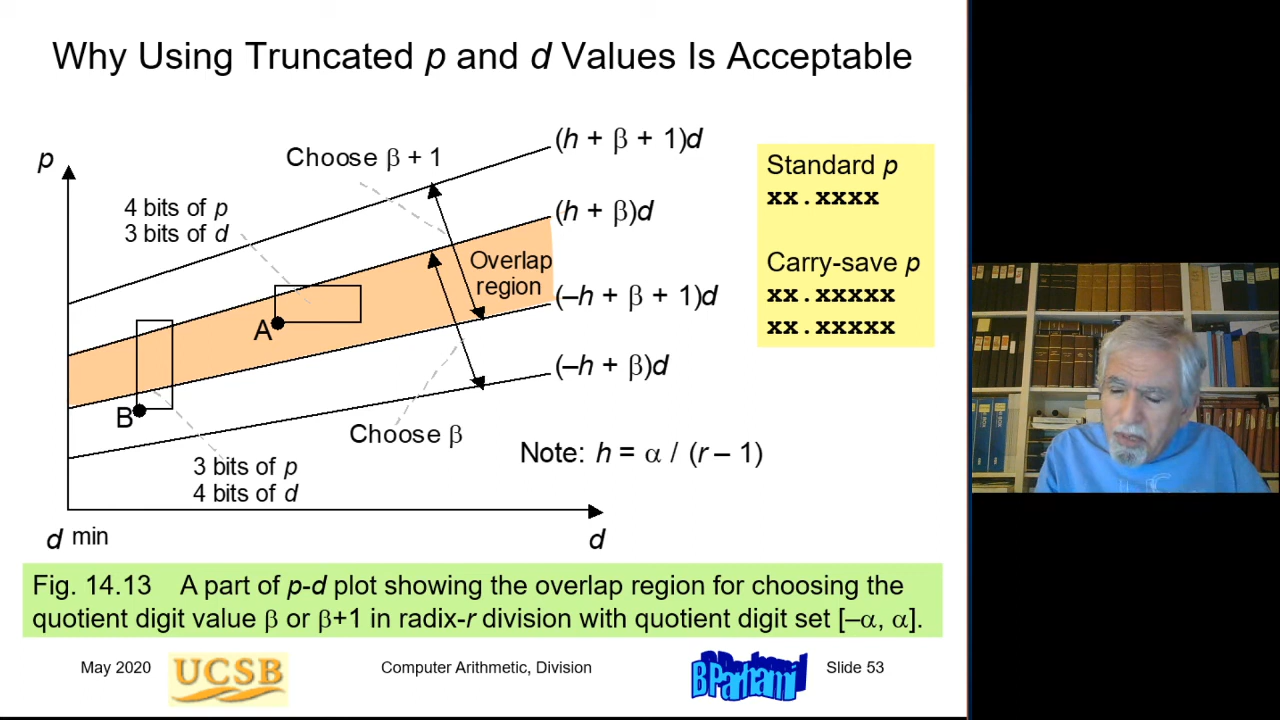 Why Using Truncated p and d Values Is Acceptable
p
Choose β + 1
4 bits of p
3 bits of d
(h + β + 1)d
(h + β)d
Overlap
region
(–h + β + 1)d
(–h + β)d
A
B
Choose β
3 bits of p
4 bits of d
Note: h = α / (r – 1)
d min
d
Standard p
xx.xxxx
Carry-save p
xx.xxxxx
xx.xxxxx
Fig. 14.13 A part of p-d plot showing the overlap region for choosing the
quotient digit value β or β+1 in radix-r division with quotient digit set [–α, α].
May 2020
UCSB
Computer Arithmetic, Division
B Parhami
Slide 53